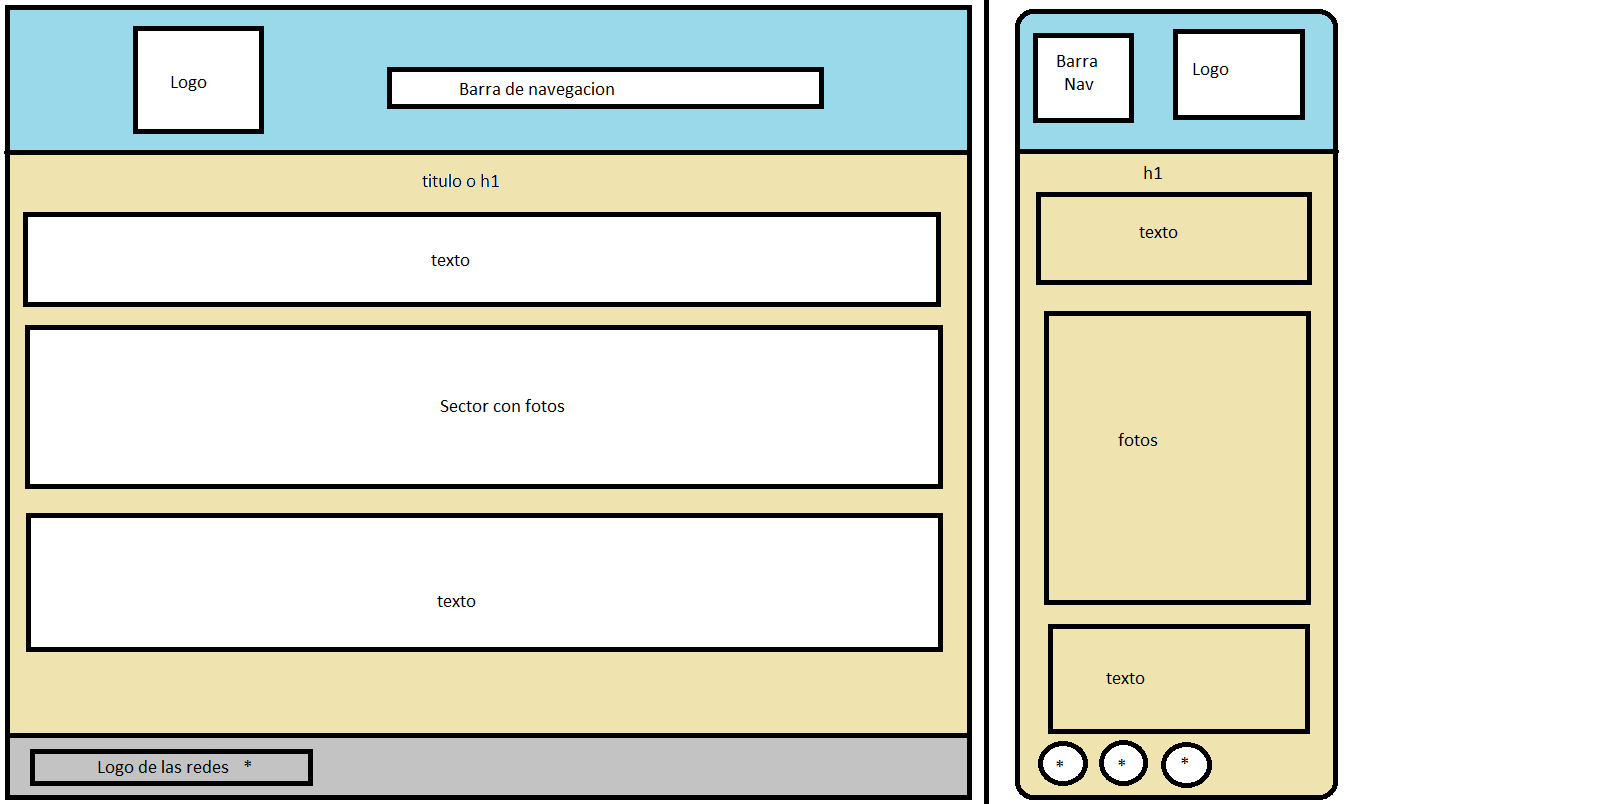 Logo
Barra de navegacion
titulo o h1
texto
Sector con fotos
texto
Logo de las redes *
Barra
Nav
Logo
h1
texto
fotos
texto
* * *